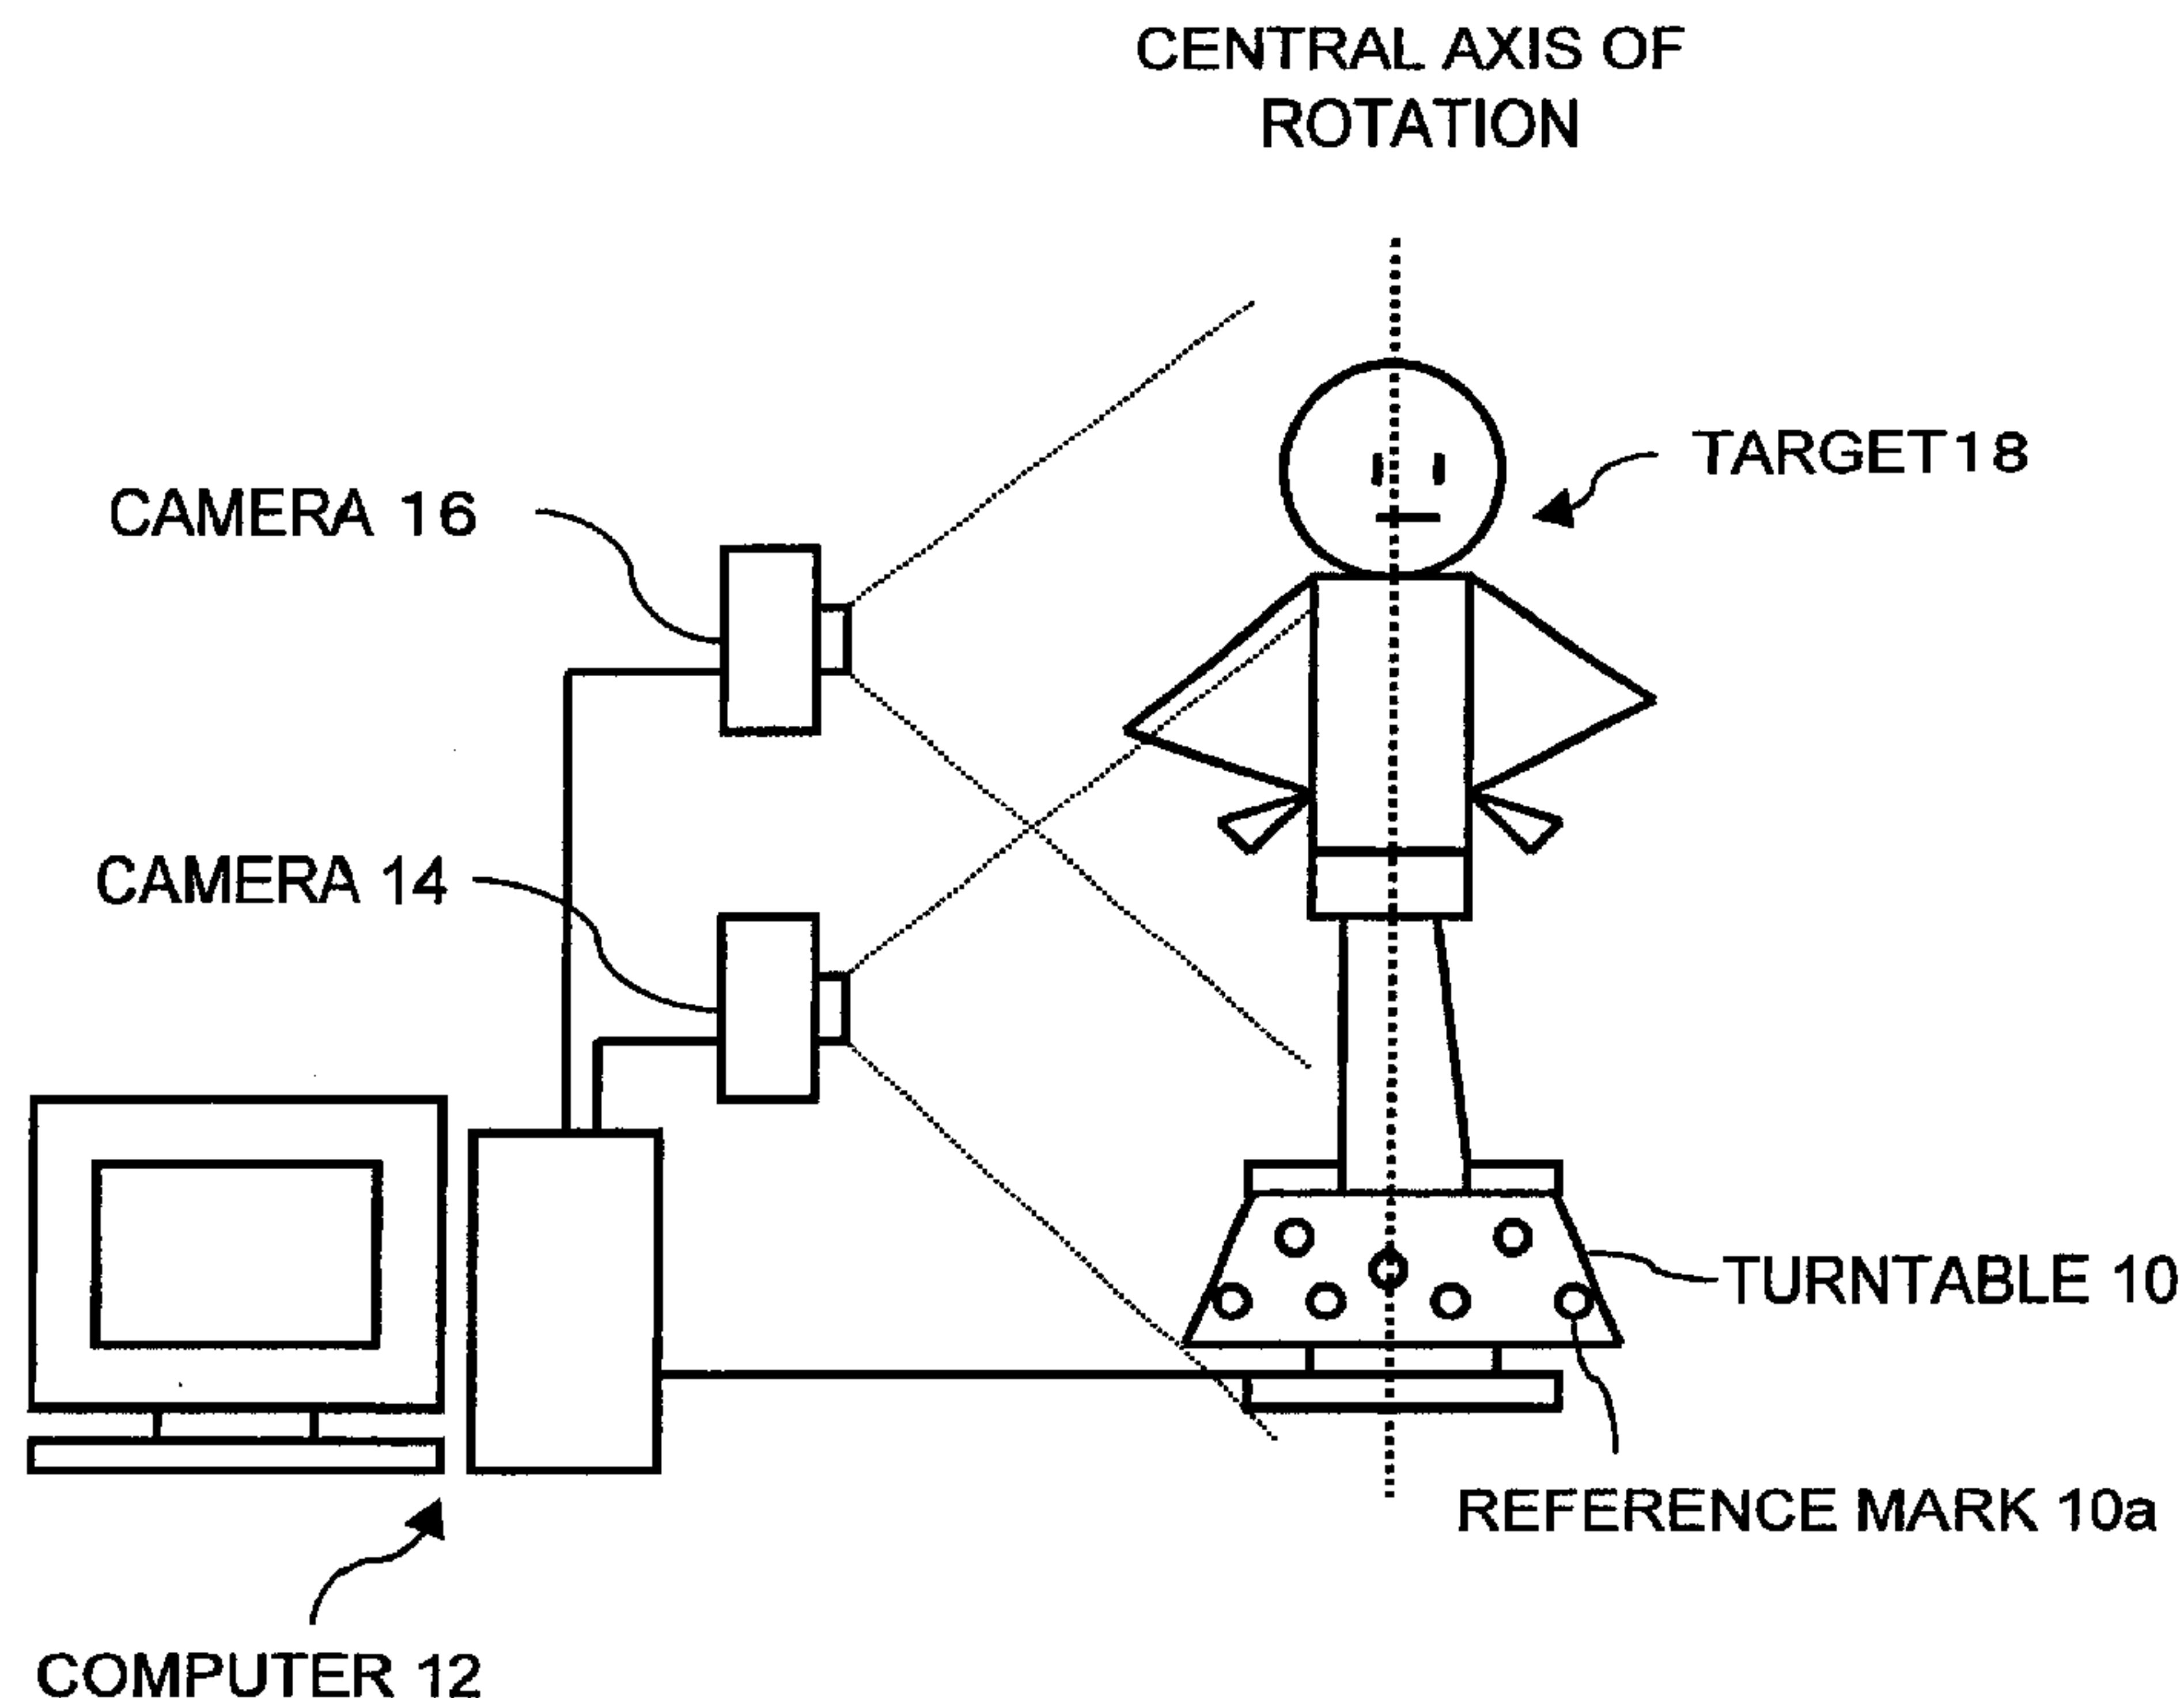 CENTRAL AXIS OF
ROTATION
TARGET18
CAMERA 16
CAMERA 14
TURNTABLE 10
REFERENCE MARK 10a
COMPUTER 12